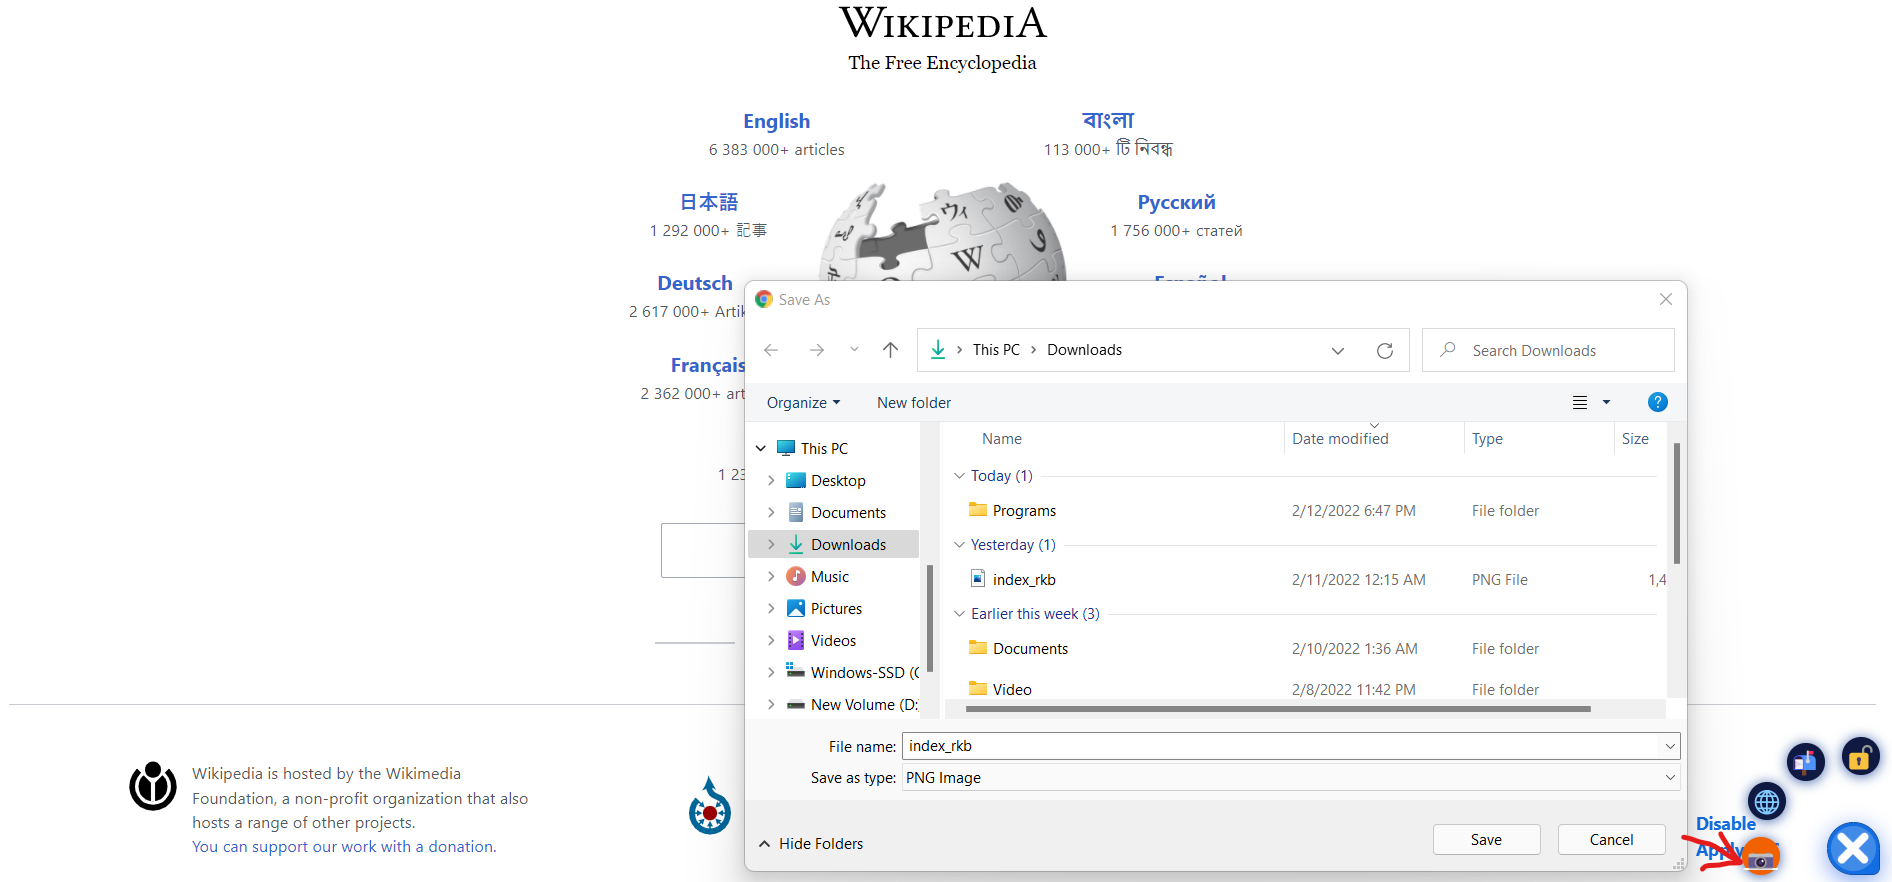 WIKIPEDIA
The Free Encyclopedia
English
6 383 000+ articles
বাংলা
113 000+ টি নিবন্ধ
日本語
1 292 000+ 記事
Русский
1 756 000+ статей
Deutsch
2 617 000+ Artik
Español
Français
2 362 000+ art
1 23
Save As
This PC > Downloads
Search Downloads
Organize
New folder
Name
Date modified
Type
Size
This PC
Desktop
Documents
Downloads
Music
Pictures
Videos
Windows-SSD (C
New Volume (D:
Today (1)
Programs 2/12/2022 6:47 PM File folder
Yesterday (1)
index_rkb 2/11/2022 12:15 AM PNG File 1,4
Earlier this week (3)
Documents 2/10/2022 1:36 AM File folder
Video 2/8/2022 11:42 PM File folder
File name: index_rkb
Save as type: PNG Image
Hide Folders
Save
Cancel
Wikipedia is hosted by the Wikimedia
Foundation, a non-profit organization that also
hosts a range of other projects.
You can support our work with a donation.
Disable
Apply